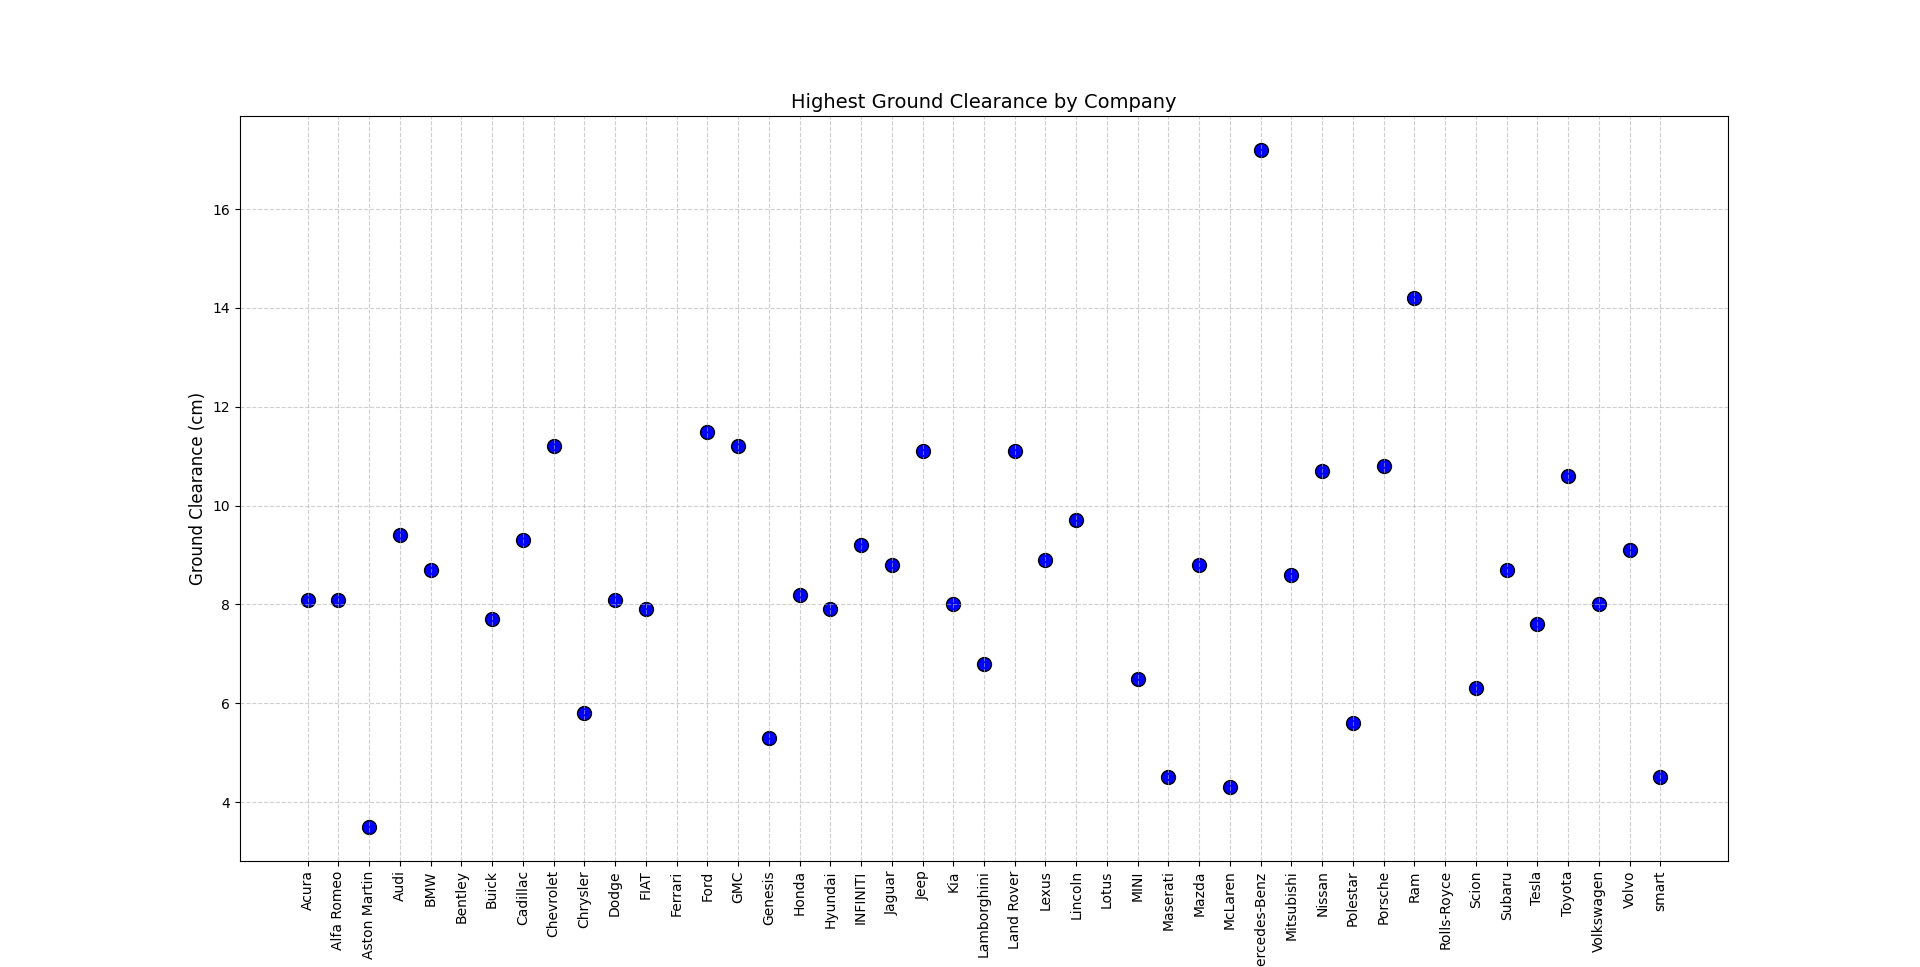 Highest Ground Clearance by Company
Ground Clearance (cm)
16
14
12
10
8
6
4
Acura
Alfa Romeo
Aston Martin
Audi
BMW
Bentley
Buick
Cadillac
Chevrolet
Chrysler
Dodge
FIAT
Ferrari
Ford
GMC
Genesis
Honda
Hyundai
INFINITI
Jaguar
Jeep
Kia
Lamborghini
Land Rover
Lexus
Lincoln
Lotus
MINI
Maserati
Mazda
McLaren
ercedes-Benz
Mitsubishi
Nissan
Polestar
Porsche
Ram
Rolls-Royce
Scion
Subaru
Tesla
Toyota
Volkswagen
Volvo
smart